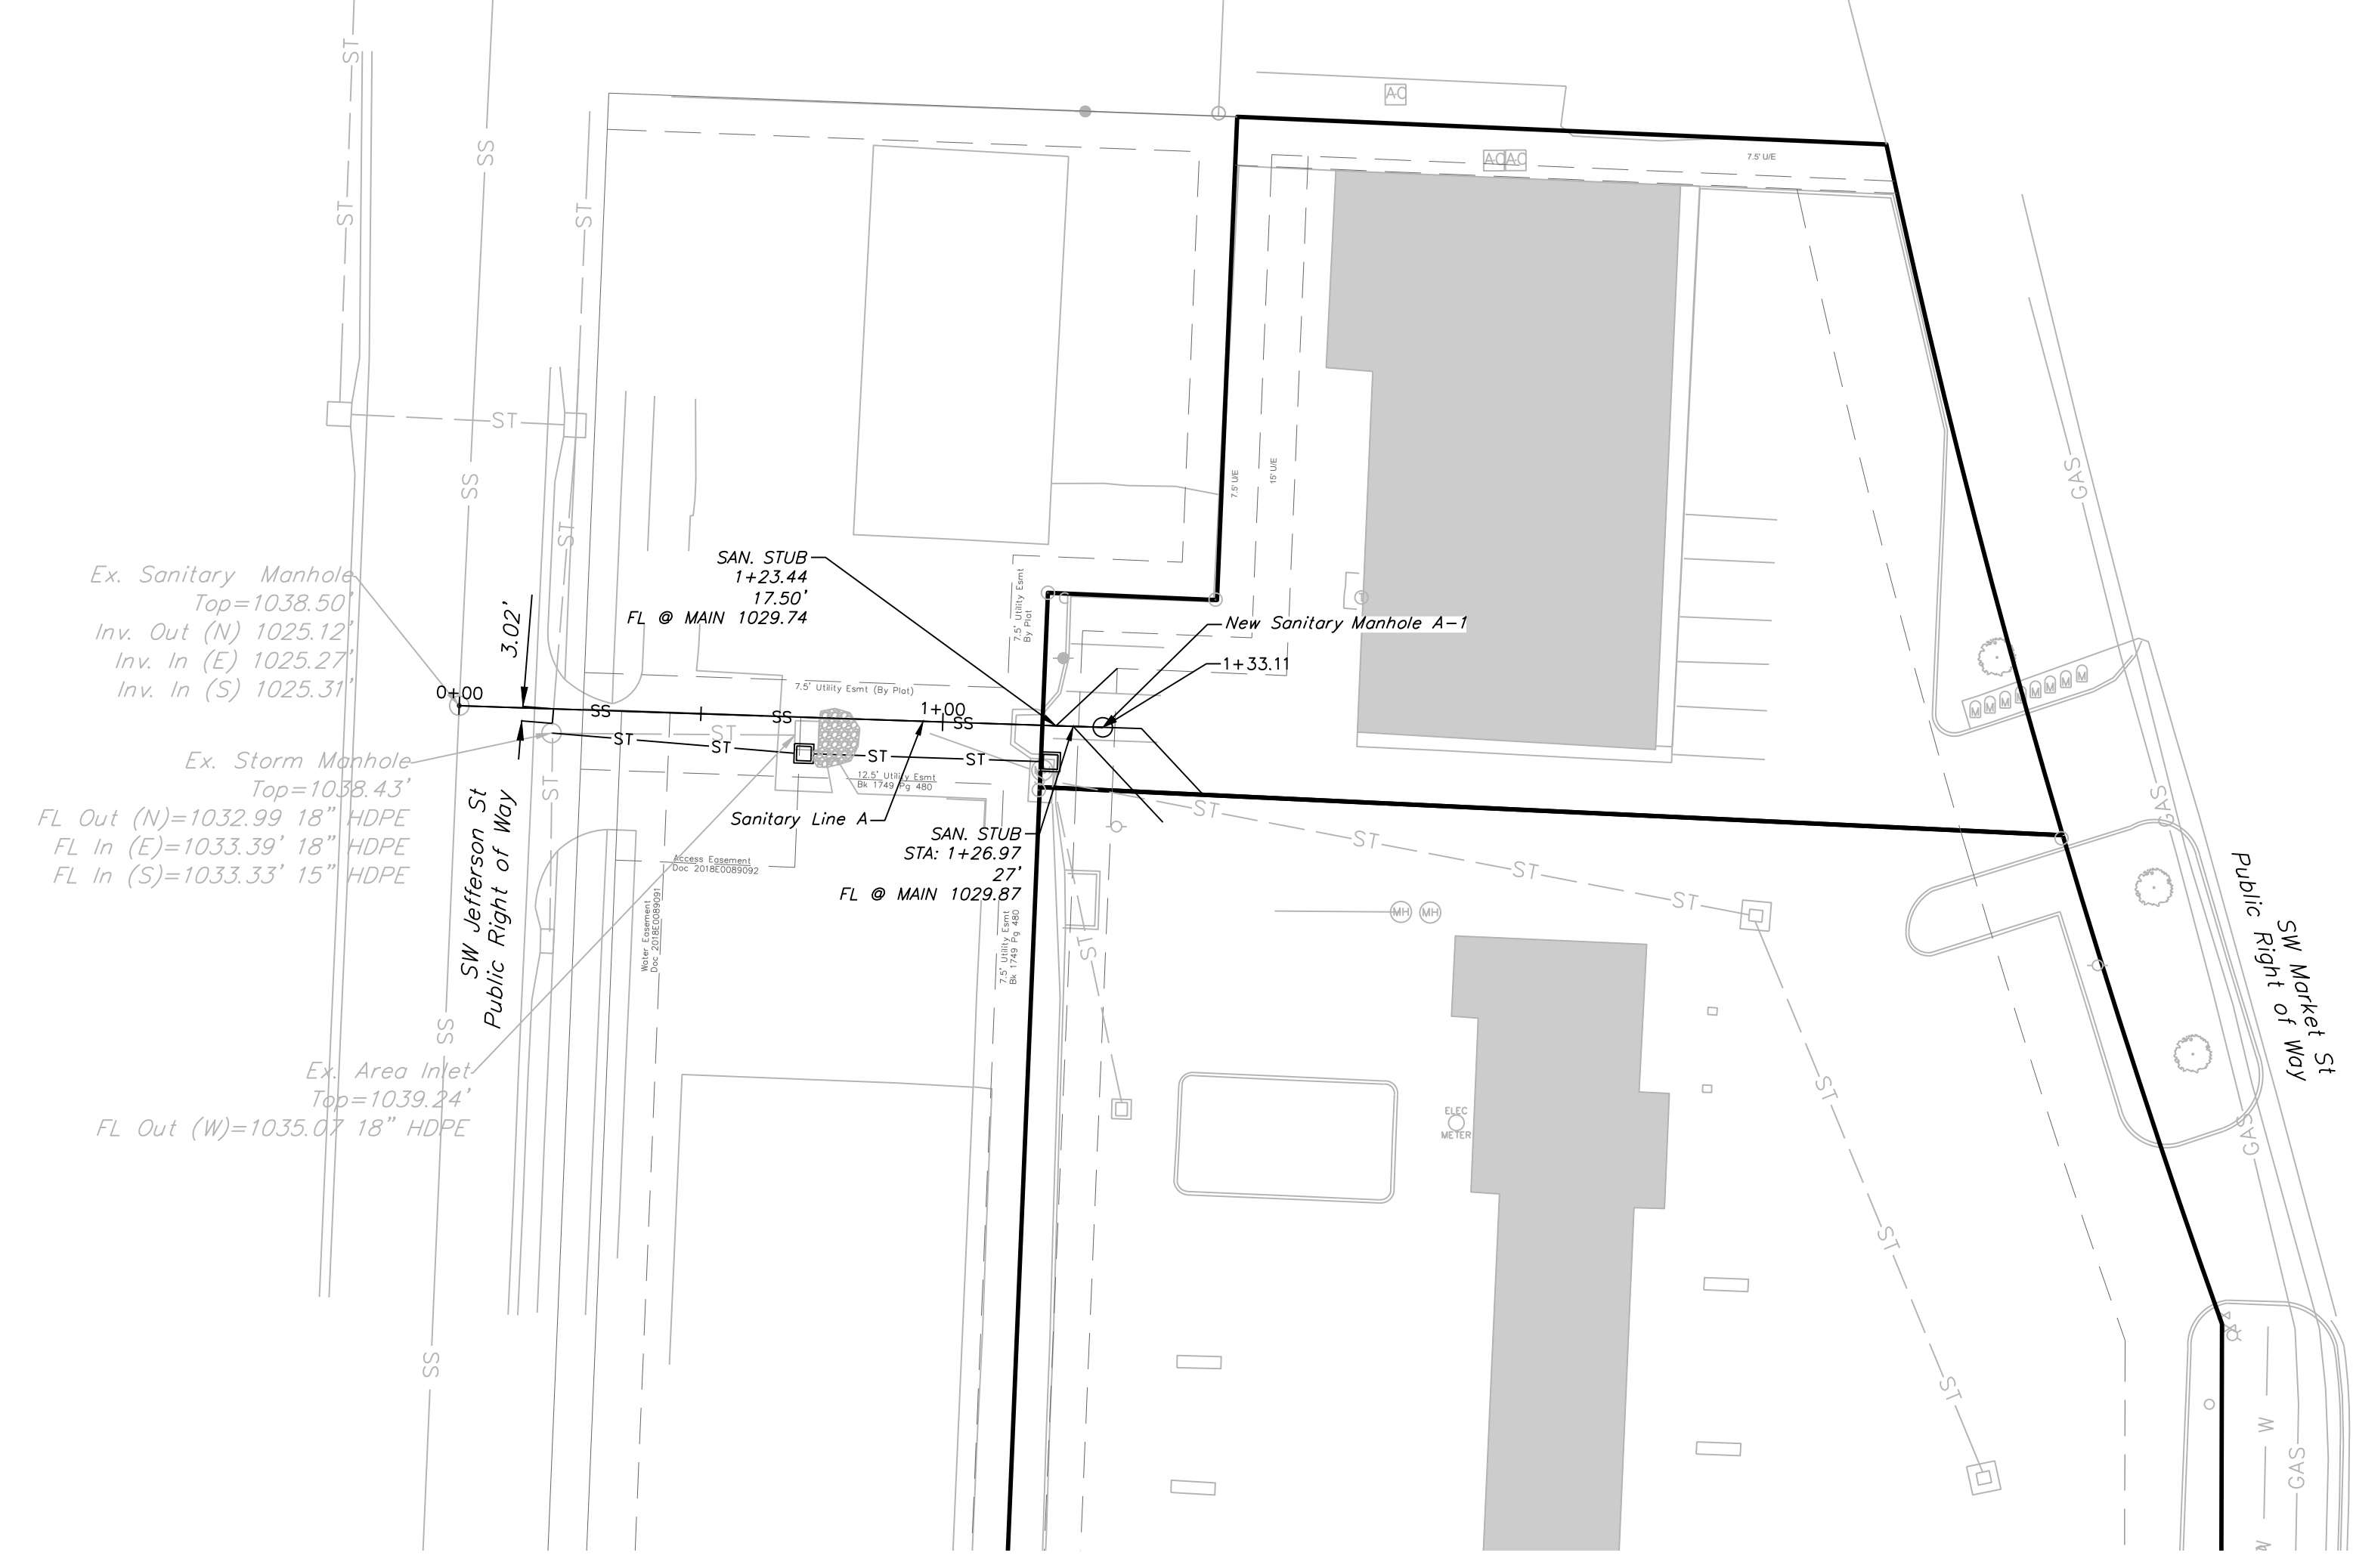 ST
SS
ST
ST
AC
AC
AC
7.5' U/E
ST
ST
SS
7.5' U/E
15' U/E
GAS
SAN. STUB
1+23.44
17.50'
FL @ MAIN 1029.74
Ex. Sanitary Manhole
Top=1038.50'
Inv. Out (N) 1025.12'
Inv. In (E) 1025.27'
Inv. In (S) 1025.31'
3.02'
7.5' Utility Esmt
By Plat
T
New Sanitary Manhole A-1
1+33.11
7.5' Utility Esmt (By Plat)
0+00
SS
SS
1+00
SS
M
M
M
M
M
M
M
M
ST
ST
ST
ST
ST
Ex. Storm Manhole
Top=1038.43'
FL Out (N)=1032.99 18" HDPE
FL In (E)=1033.39' 18" HDPE
FL In (S)=1033.33' 15" HDPE
ST
12.5' Utility Esmt
Bk 1749 Pg 480
Sanitary Line A
SAN. STUB
STA: 1+26.97
27'
FL @ MAIN 1029.87
GAS
ST
ST
ST
ST
SW Jefferson St
Public Right of Way
Access Easement
Doc 2018E0089092
Water Easement
Doc 2018E0089091
7.5' Utility Esmt
Bk 1749 Pg 480
ST
MH
MH
SW Market St
Public Right of Way
SS
Ex. Area Inlet
Top=1039.24'
FL Out (W)=1035.07 18" HDPE
ELEC
METER
ST
GAS
ST
SS
ST
W
GAS
W